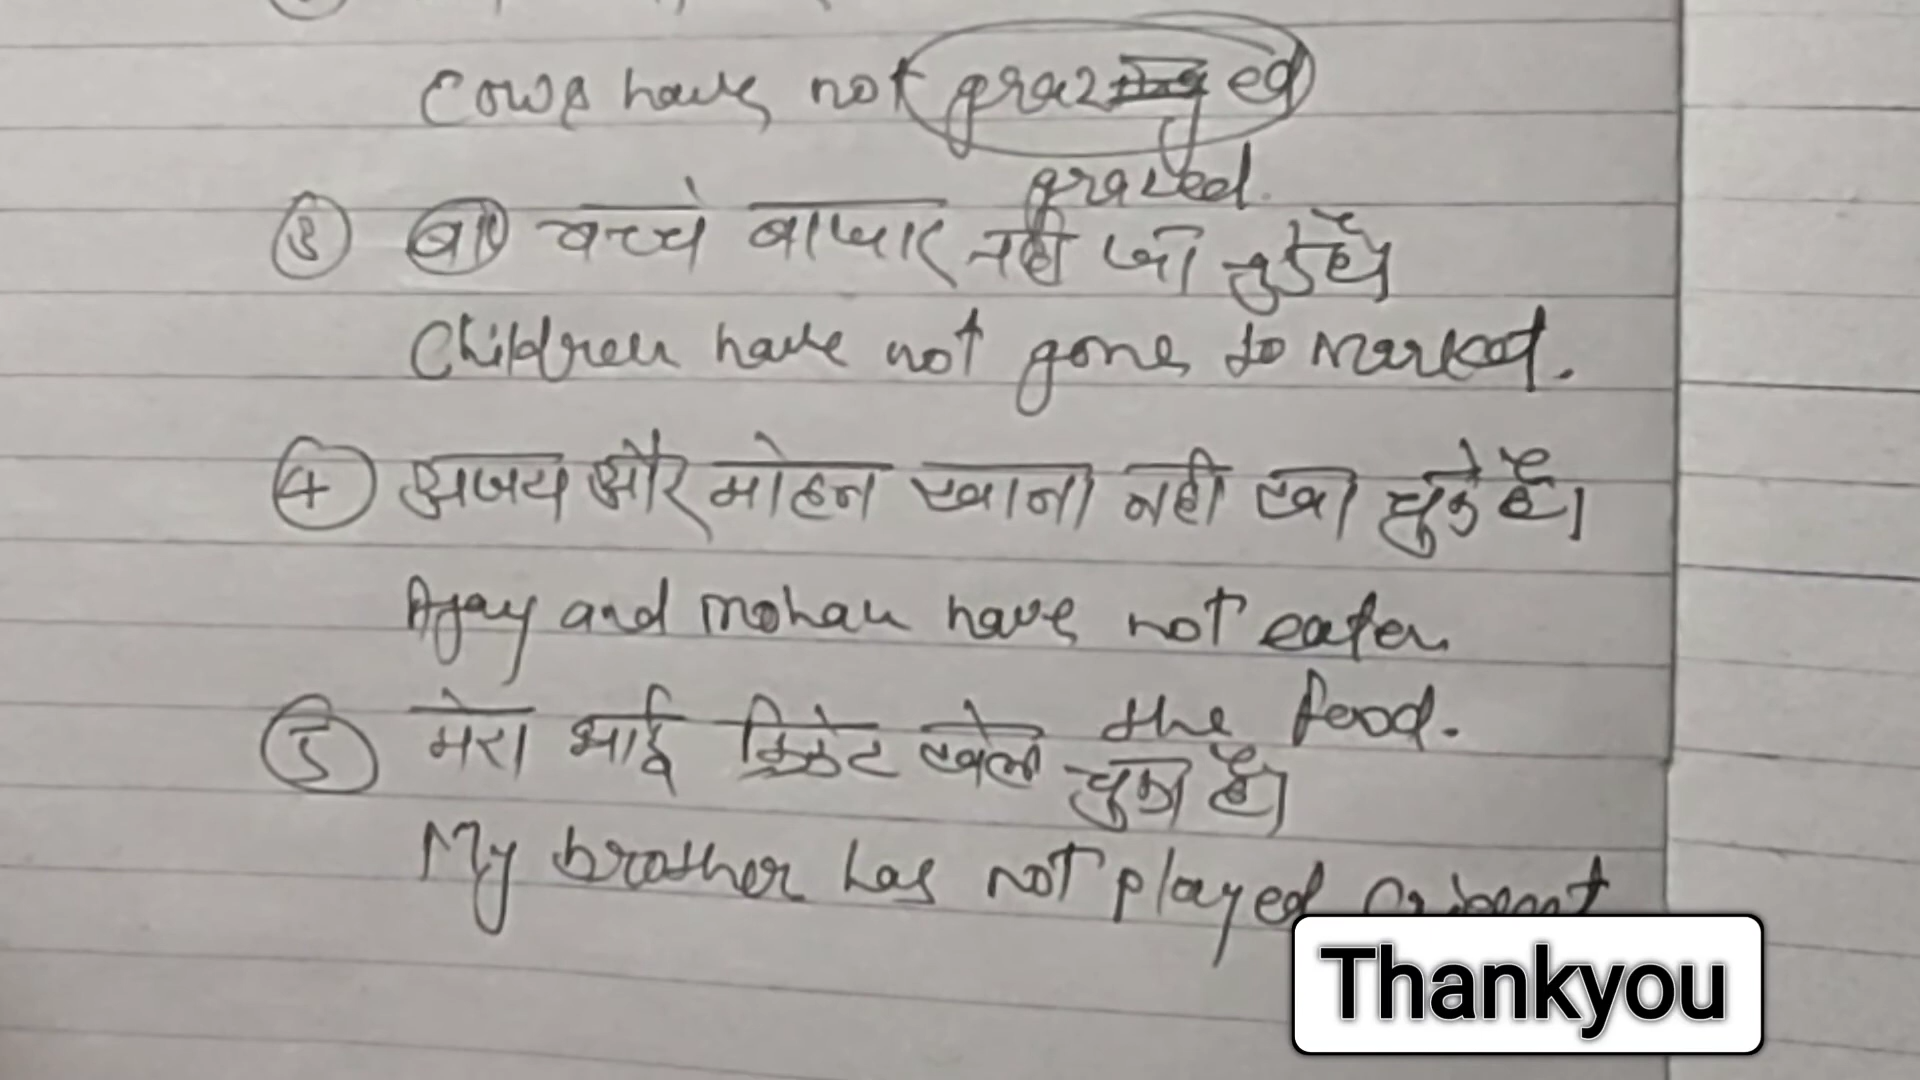 Cows have not grazed
grazed.
③ बच्चे बाजार नही जा चुके है।
Children have not gone to market.
④ अजय और मोहन खाना नही खा चुके है।
Ajay and mohan have not eaten
the food.
⑤ मेरा भाई क्रिकेट खेल चुका है।
My brother has not played
Thankyou